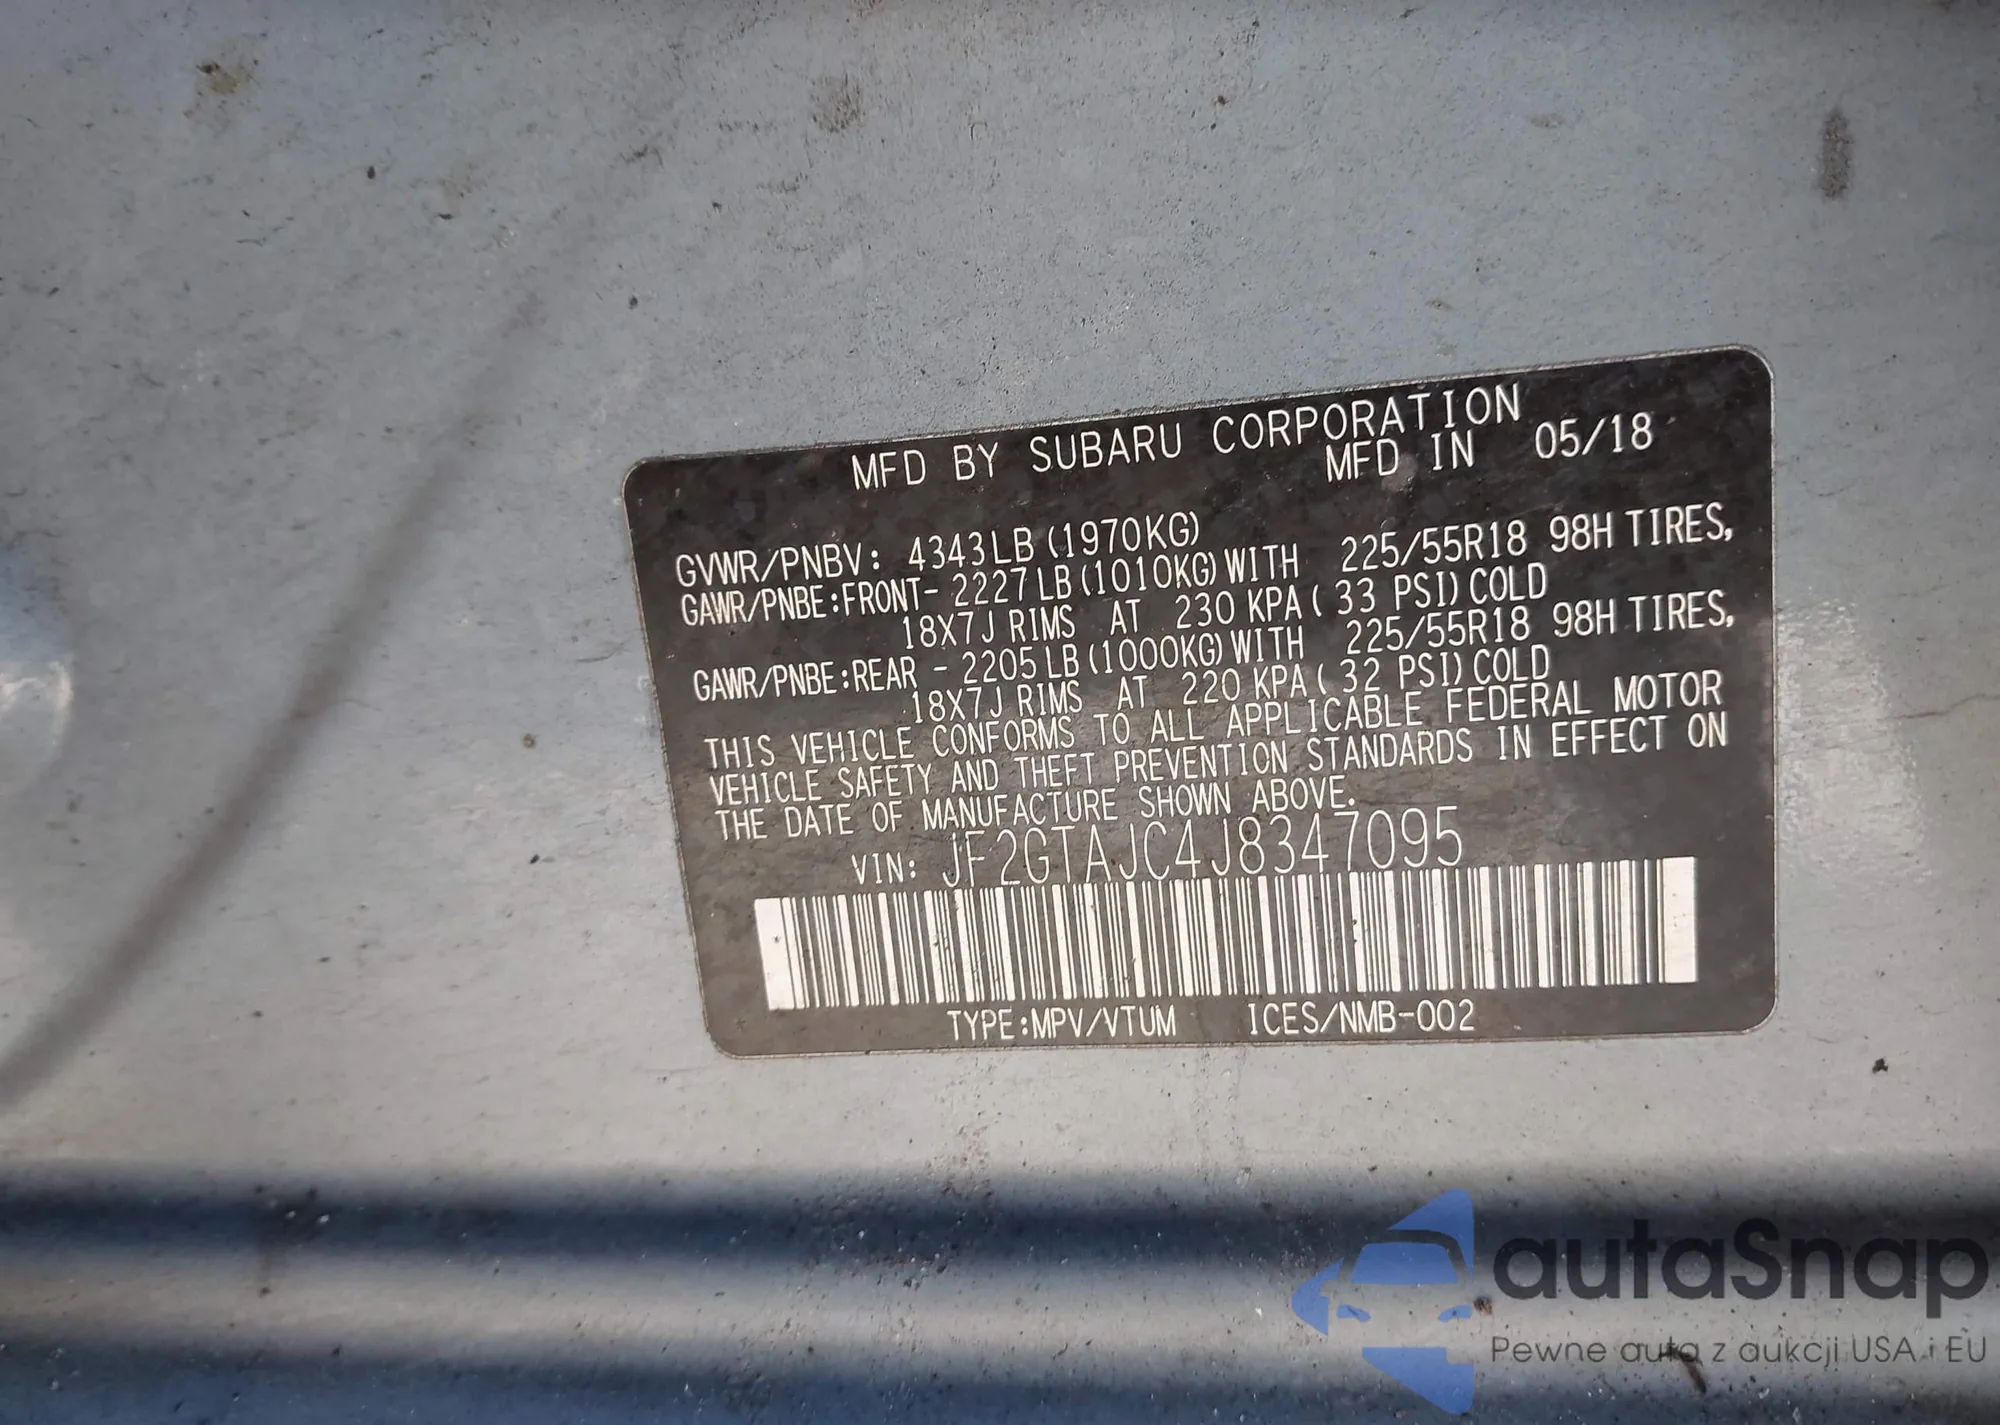 MFD BY SUBARU CORPORATION
MFD IN 05/18
GVWR/PNBV: 4343LB (1970KG)
GAWR/PNBE:FRONT- 2227LB(1010KG)WITH 225/55R18 98H TIRES,
18X7J RIMS AT 230 KPA( 33 PSI)COLD
GAWR/PNBE:REAR - 2205LB(1000KG)WITH 225/55R18 98H TIRES,
18X7J RIMS AT 220 KPA( 32 PSI)COLD
THIS VEHICLE CONFORMS TO ALL APPLICABLE FEDERAL MOTOR
VEHICLE SAFETY AND THEFT PREVENTION STANDARDS IN EFFECT ON
THE DATE OF MANUFACTURE SHOWN ABOVE.
VIN: JF2GTAJC4J8347095
TYPE:MPV/VTUM ICES/NMB-002
autaSnap
Pewne auta z aukcji USA i EU